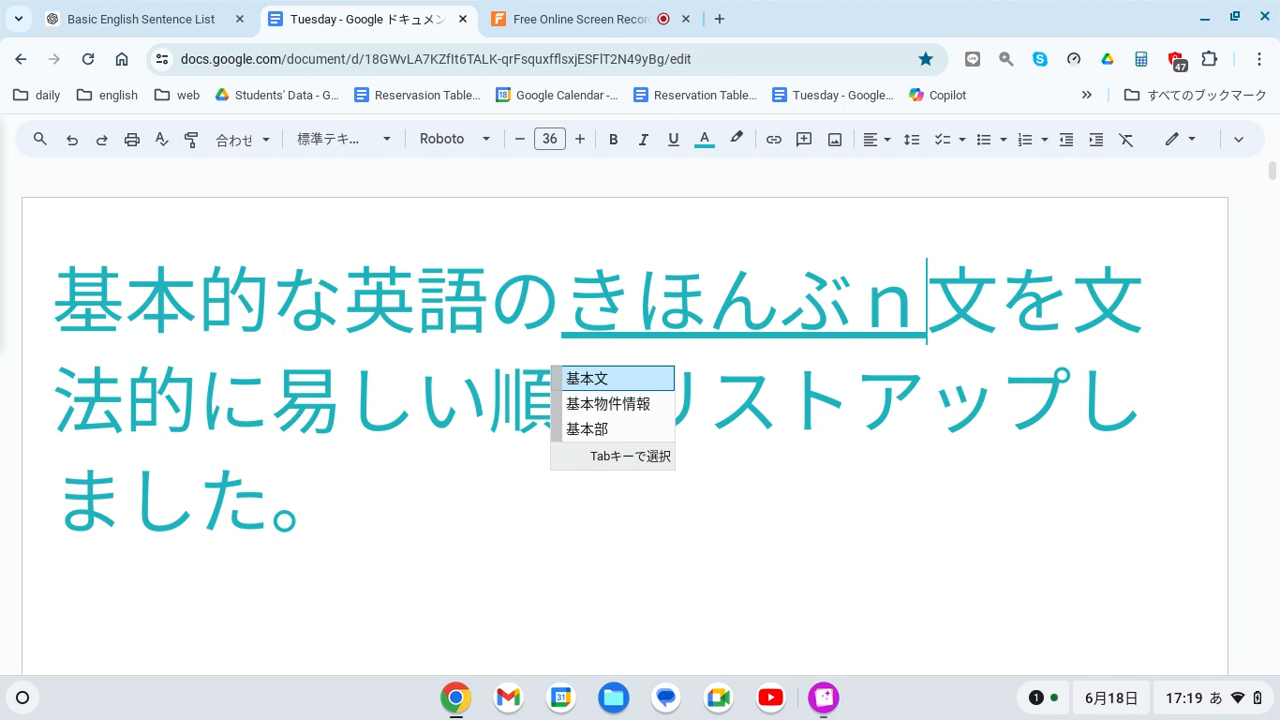 Basic English Sentence List
Tuesday - Google ドキュメン
Free Online Screen Recor
docs.google.com/document/d/18GWvLA7KZfIt6TALK-qrFsquxfflsxjESFlT2N49yBg/edit
47
daily
english
web
Students' Data - G...
Reservasion Table...
Google Calendar -...
Reservation Table...
Tuesday - Google...
Copilot
すべてのブックマーク
合わせ
標準テキ...
Roboto
36
B
I
U
A
基本的な英語のきほんぶｎ文を文
法的に易しい順リストアップし
ました。
基本文
基本物件情報
基本部
Tabキーで選択
31
1
6月18日
17:19
あ